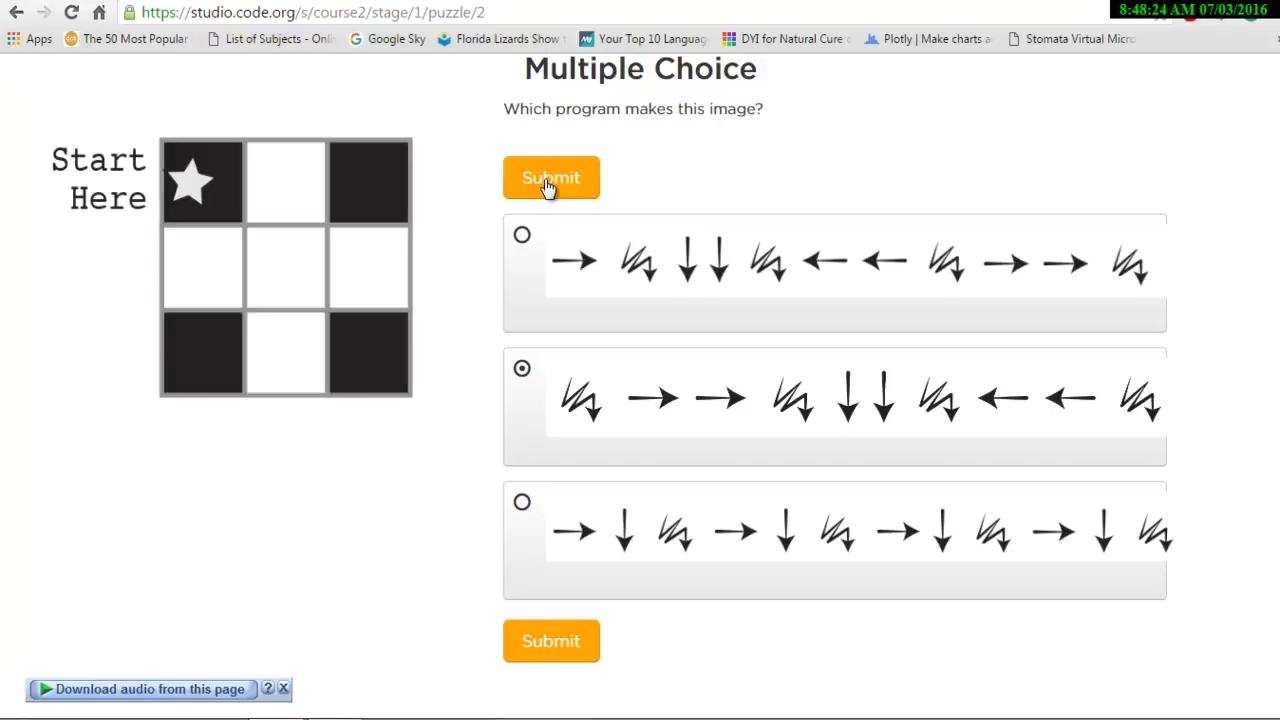 8:48:24 AM 07/03/2016
https://studio.code.org/s/course2/stage/1/puzzle/2
Apps The 50 Most Popular List of Subjects - Onli Google Sky Florida Lizards Show Your Top 10 Languag DYI for Natural Cure Plotly | Make charts a Stomata Virtual Micro
Multiple Choice
Which program makes this image?
Start
Here
Submit
Submit
Download audio from this page ? X